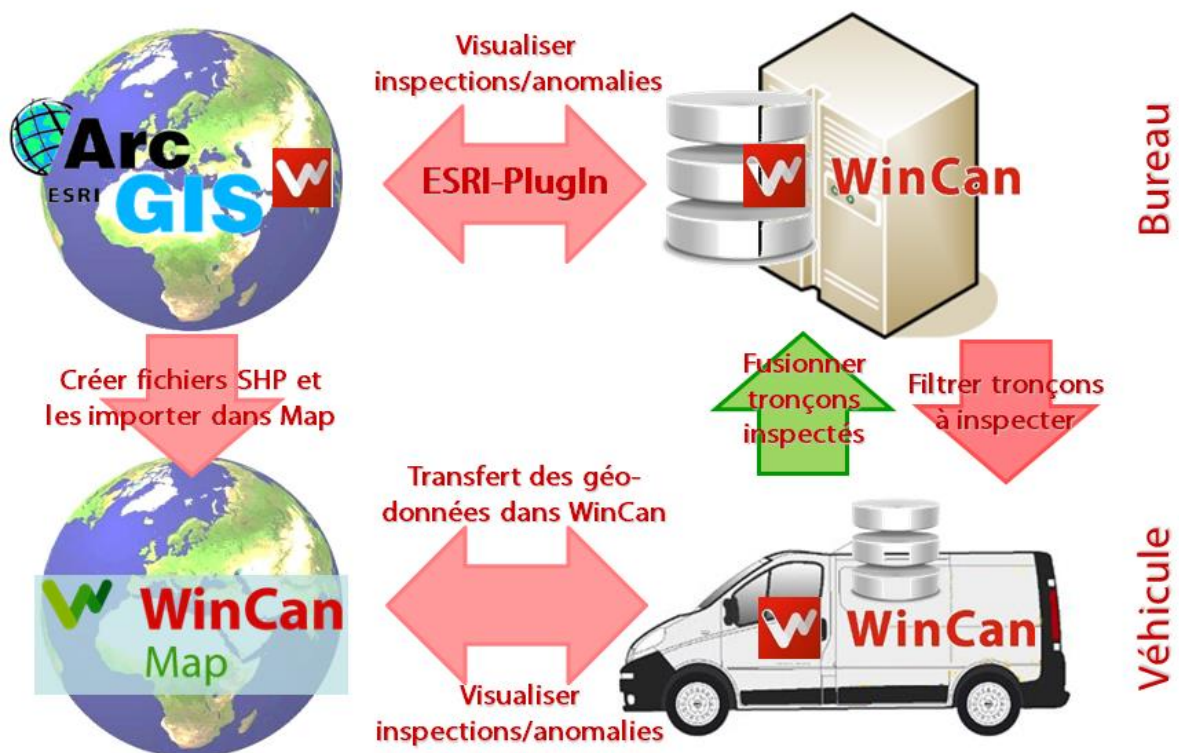 Visualiser
inspections/anomalies
Arc
ESRI
GIS
ESRI-PlugIn
WinCan
Bureau
Créer fichiers SHP et
les importer dans Map
Fusionner
tronçons
inspectés
Filtrer tronçons
à inspecter
Transfert des géo-
données dans WinCan
WinCan
Map
WinCan
Véhicule
Visualiser
inspections/anomalies